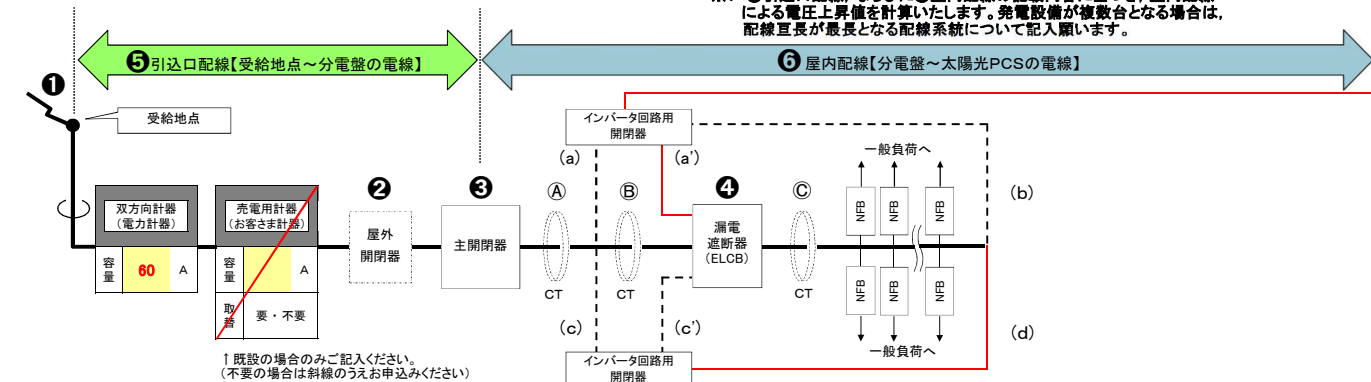 による電圧上昇値を計算いたします。発電設備が複数台となる場合は,
配線亘長が最長となる配線系統について記入願います。
❺引込口配線【受給地点～分電盤の電線】
❻屋内配線【分電盤～太陽光PCSの電線】
❶
受給地点
インバータ回路用
開閉器
(a)
(a')
一般負荷へ
(b)
双方向計器
(電力計器)
容量
60
A
売電用計器
(お客さま計器)
容量
A
取替
要・不要
❷
屋外
開閉器
❸
主開閉器
Ⓐ
CT
Ⓑ
CT
❹
漏電
遮断器
(ELCB)
Ⓒ
CT
NFB
NFB
NFB
NFB
NFB
NFB
(c)
(c')
(d)
一般負荷へ
インバータ回路用
開閉器
↑既設の場合のみご記入ください。
(不要の場合は斜線のうえお申込みください)